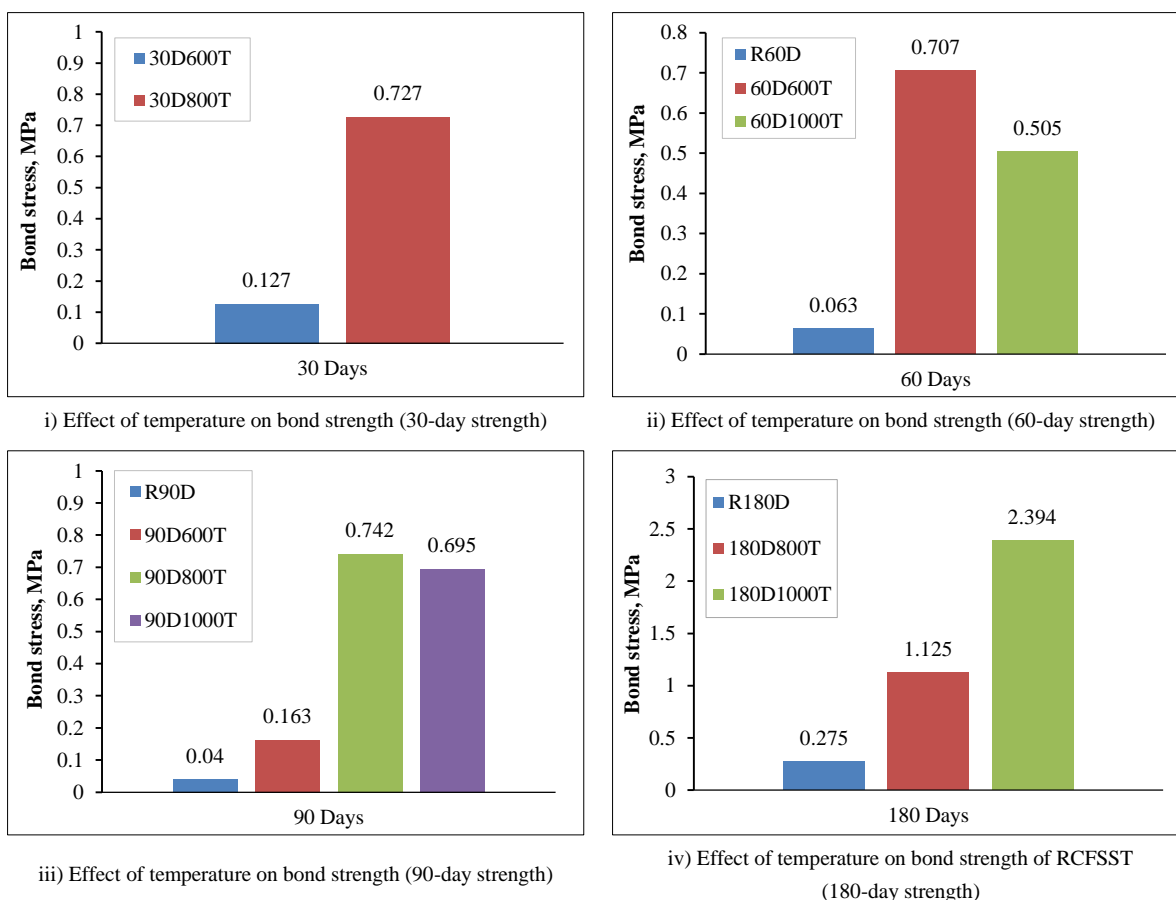 Bond stress, MPa
1
0.9
0.8
0.7
0.6
0.5
0.4
0.3
0.2
0.1
0
30D600T
30D800T
0.127
0.727
30 Days
i) Effect of temperature on bond strength (30-day strength)
Bond stress, MPa
0.8
0.7
0.6
0.5
0.4
0.3
0.2
0.1
0
R60D
60D600T
60D1000T
0.063
0.707
0.505
60 Days
ii) Effect of temperature on bond strength (60-day strength)
Bond stress, MPa
1
0.9
0.8
0.7
0.6
0.5
0.4
0.3
0.2
0.1
0
R90D
90D600T
90D800T
90D1000T
0.04
0.163
0.742
0.695
90 Days
iii) Effect of temperature on bond strength (90-day strength)
Bond stress, MPa
3
2.5
2
1.5
1
0.5
0
R180D
180D800T
180D1000T
0.275
1.125
2.394
180 Days
iv) Effect of temperature on bond strength of RCFSST
(180-day strength)